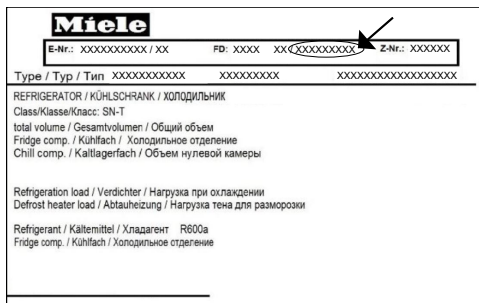 Miele
E-Nr.: XXXXXXXXXX / XX FD: XXXX XX / XXXXXXXXX Z-Nr.: XXXXXX
Type / Typ / Тип XXXXXXXXXXX XXXXXXXXX XXXXXXXXXXXXXXXXXX
REFRIGERATOR / KÜHLSCHRANK / ХОЛОДИЛЬНИК
Class/Klasse/Класс: SN-T
total volume / Gesamtvolumen / Общий объем
Fridge comp. / Kühlfach / Холодильное отделение
Chill comp. / Kaltlagerfach / Объем нулевой камеры
Refrigeration load / Verdichter / Нагрузка при охлаждении
Defrost heater load / Abtauheizung / Нагрузка тена для разморозки
Refrigerant / Kältemittel / Хладагент R600a
Fridge comp. / Kühlfach / Холодильное отделение